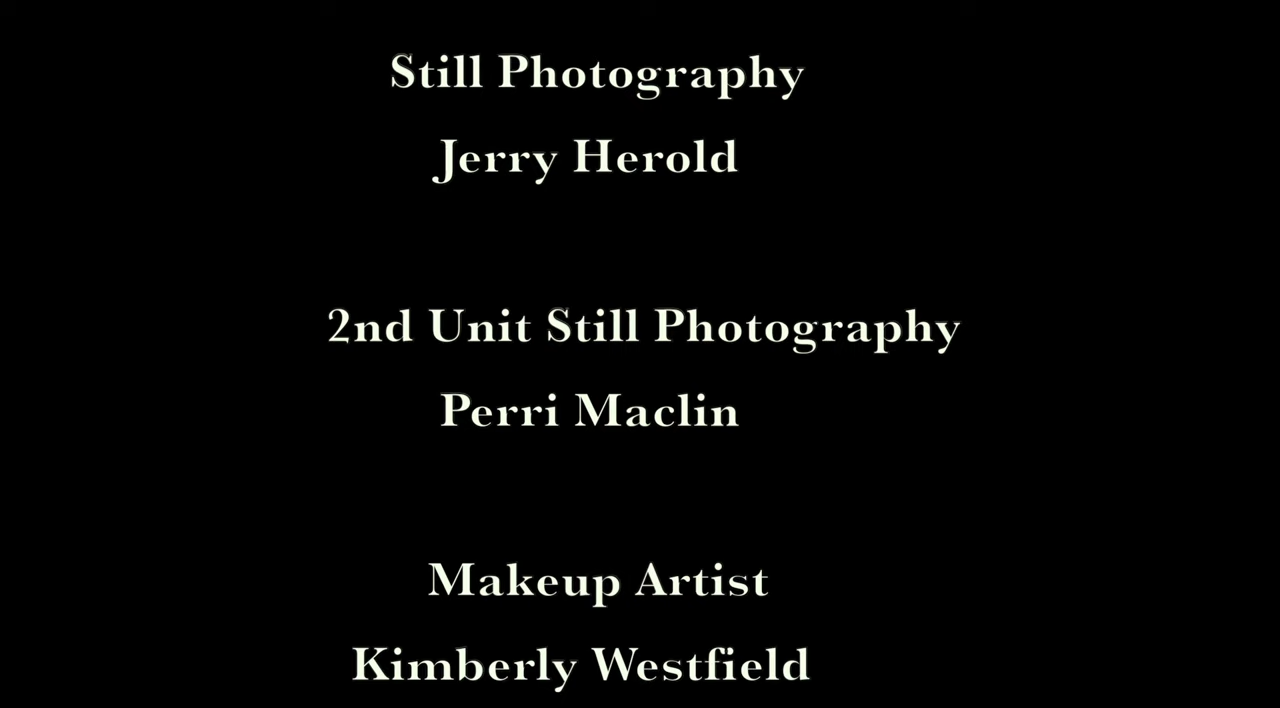 Still Photography
Jerry Herold
2nd Unit Still Photography
Perri Maclin
Makeup Artist
Kimberly Westfield